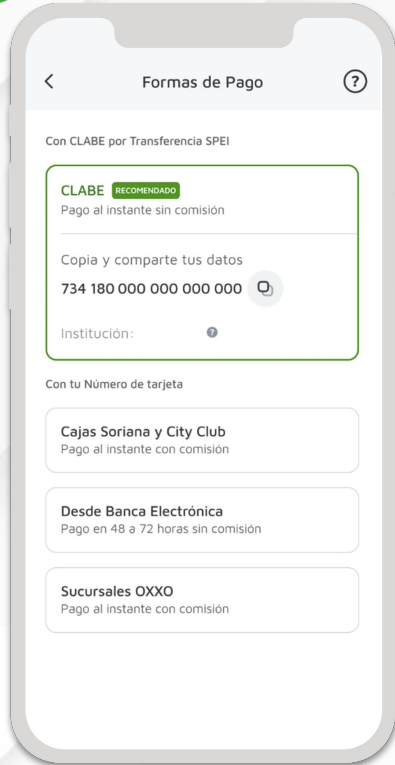 Formas de Pago
?
Con CLABE por Transferencia SPEI
CLABE RECOMENDADO
Pago al instante sin comisión
Copia y comparte tus datos
734 180 000 000 000 000
Institución: ?
Con tu Número de tarjeta
Cajas Soriana y City Club
Pago al instante con comisión
Desde Banca Electrónica
Pago en 48 a 72 horas sin comisión
Sucursales OXXO
Pago al instante con comisión